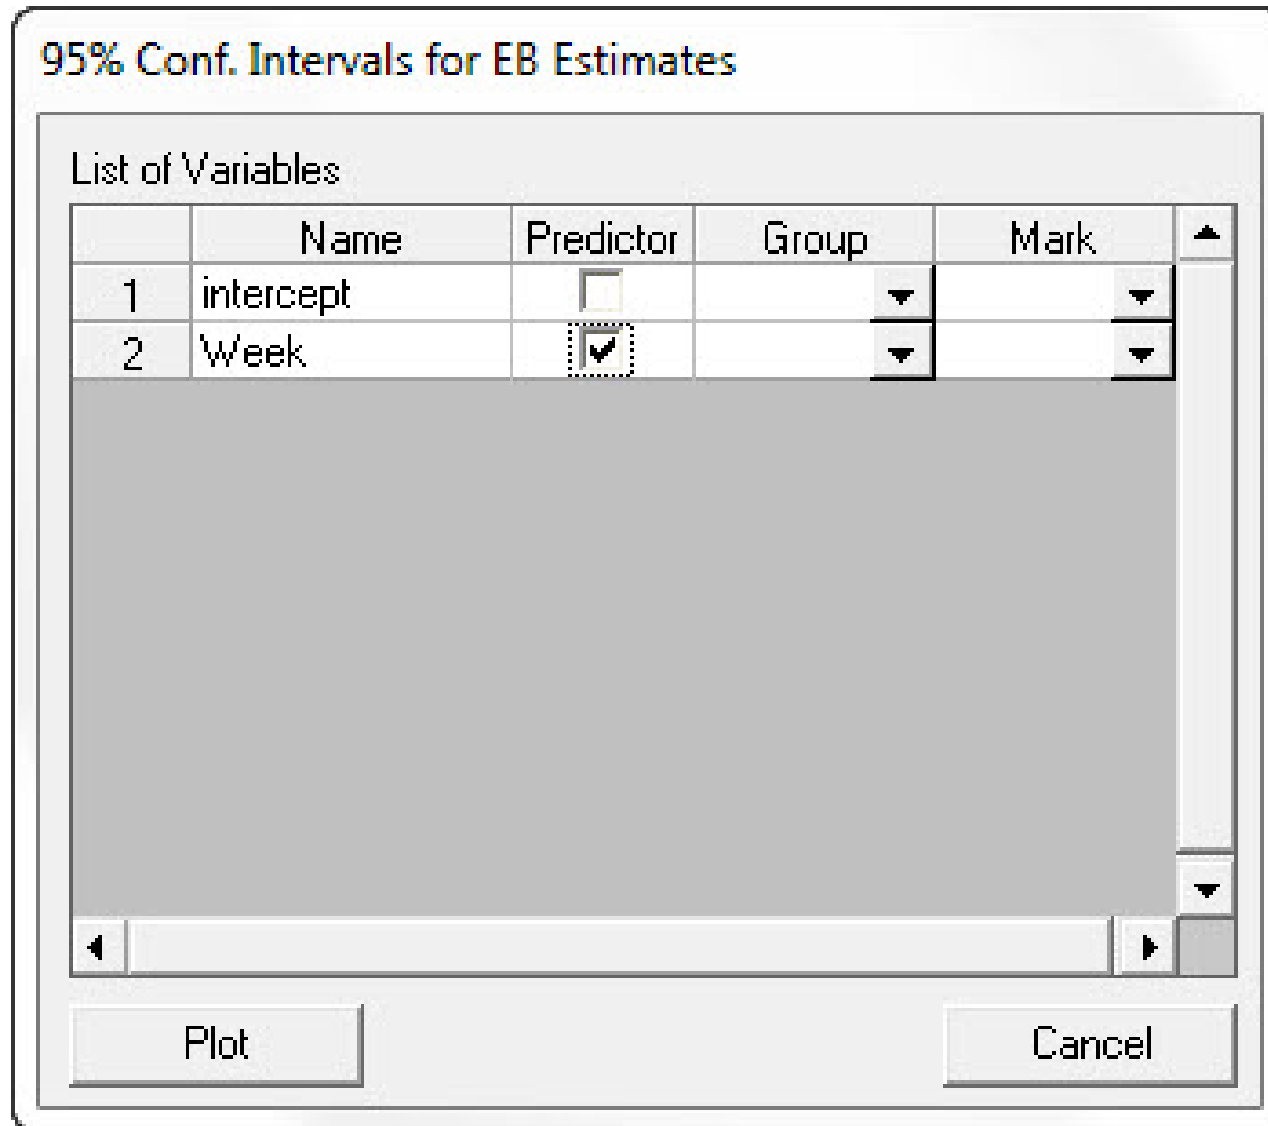 95% Conf. Intervals for EB Estimates
List of Variables
Name Predictor Group Mark
1 intercept
2 Week
Plot Cancel